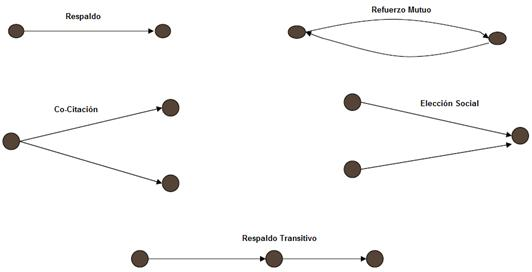 Respaldo
Refuerzo Mutuo
Co-Citación
Elección Social
Respaldo Transitivo